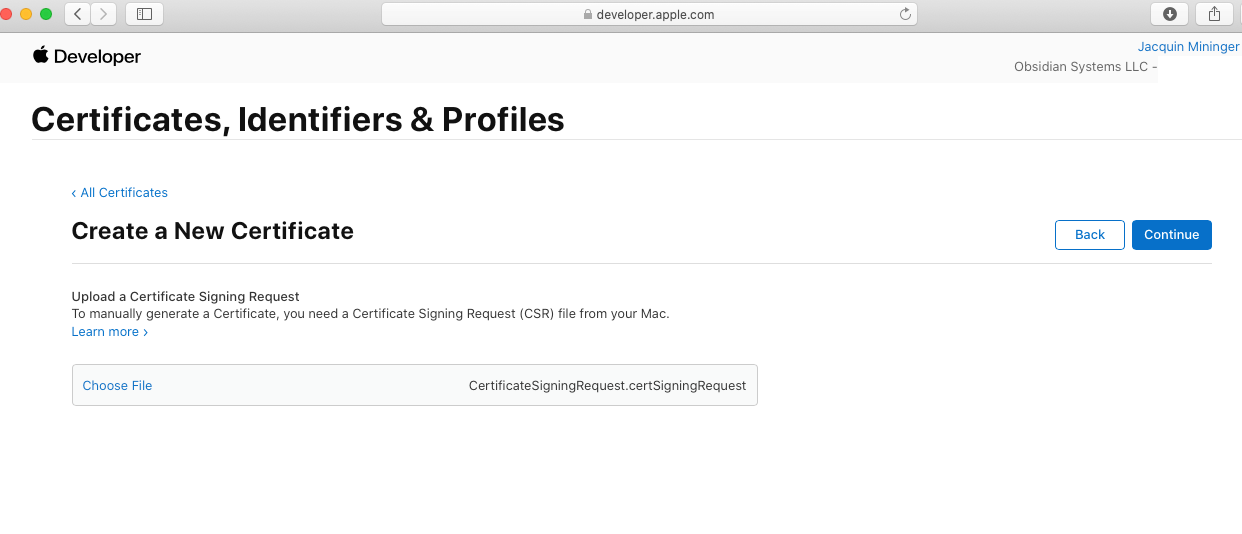 developer.apple.com
Developer
Jacquin Mininger
Obsidian Systems LLC -
Certificates, Identifiers & Profiles
‹ All Certificates
Create a New Certificate
Back
Continue
Upload a Certificate Signing Request
To manually generate a Certificate, you need a Certificate Signing Request (CSR) file from your Mac.
Learn more ›
Choose File
CertificateSigningRequest.certSigningRequest